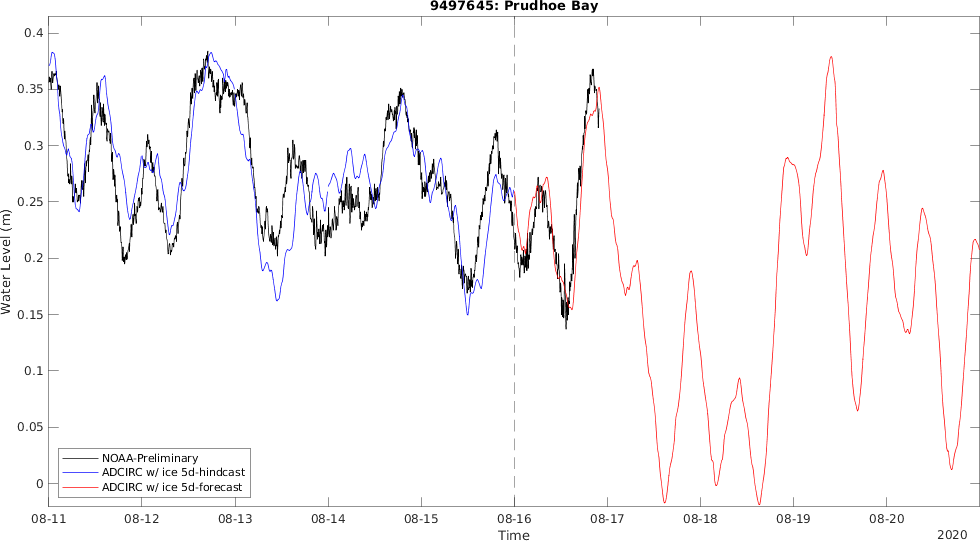 9497645: Prudhoe Bay
Water Level (m)
0.4
0.35
0.3
0.25
0.2
0.15
0.1
0.05
0
NOAA-Preliminary
ADCIRC w/ ice 5d-hindcast
ADCIRC w/ ice 5d-forecast
08-11 08-12 08-13 08-14 08-15 08-16 08-17 08-18 08-19 08-20
Time
2020